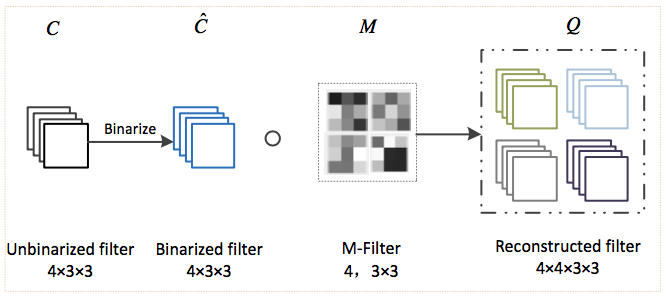 C Ĉ M Q
Binarize
Unbinarized filter Binarized filter M-Filter Reconstructed filter
4×3×3 4×3×3 4，3×3 4×4×3×3